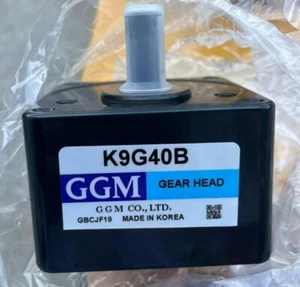 K9G40B
GGM GEAR HEAD
GGM CO., LTD.
GBCJF19 MADE IN KOREA